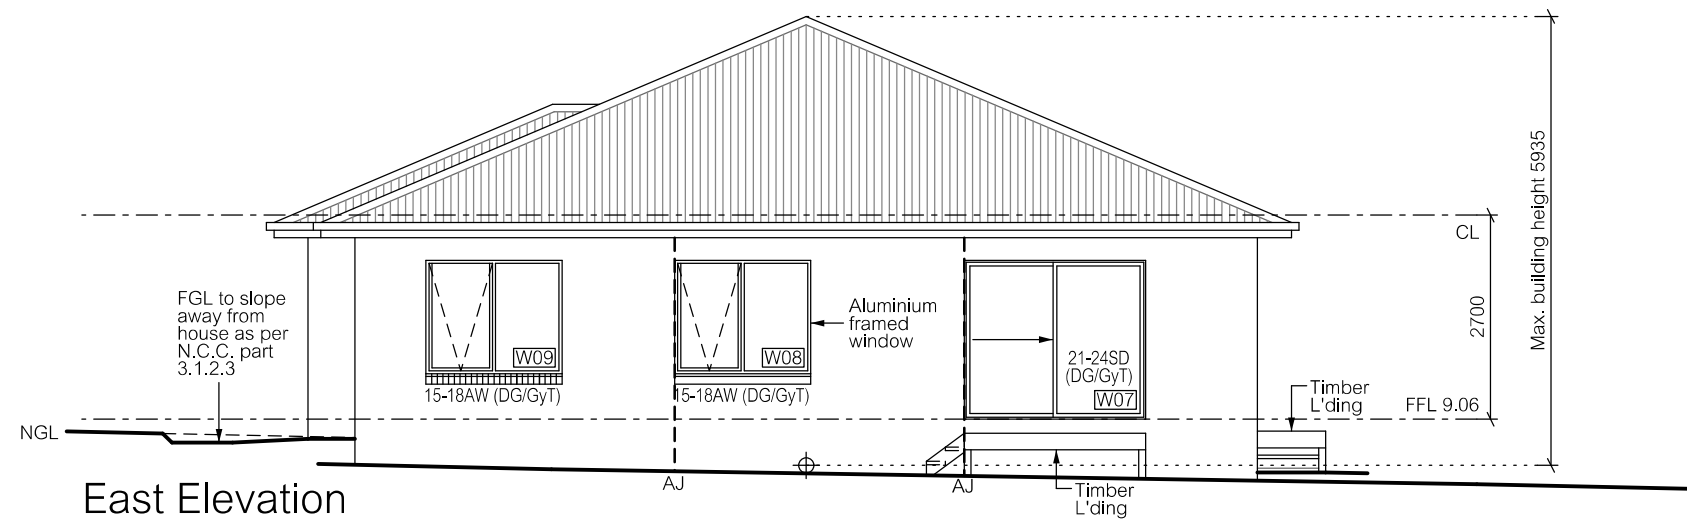 Max. building height 5935
CL
2700
FGL to slope
away from
house as per
N.C.C. part
3.1.2.3
Aluminium
framed
window
W09
W08
21-24SD
(DG/GyT)
W07
15-18AW (DG/GyT)
15-18AW (DG/GyT)
Timber
L'ding
FFL 9.06
NGL
AJ
AJ
Timber
L'ding
East Elevation